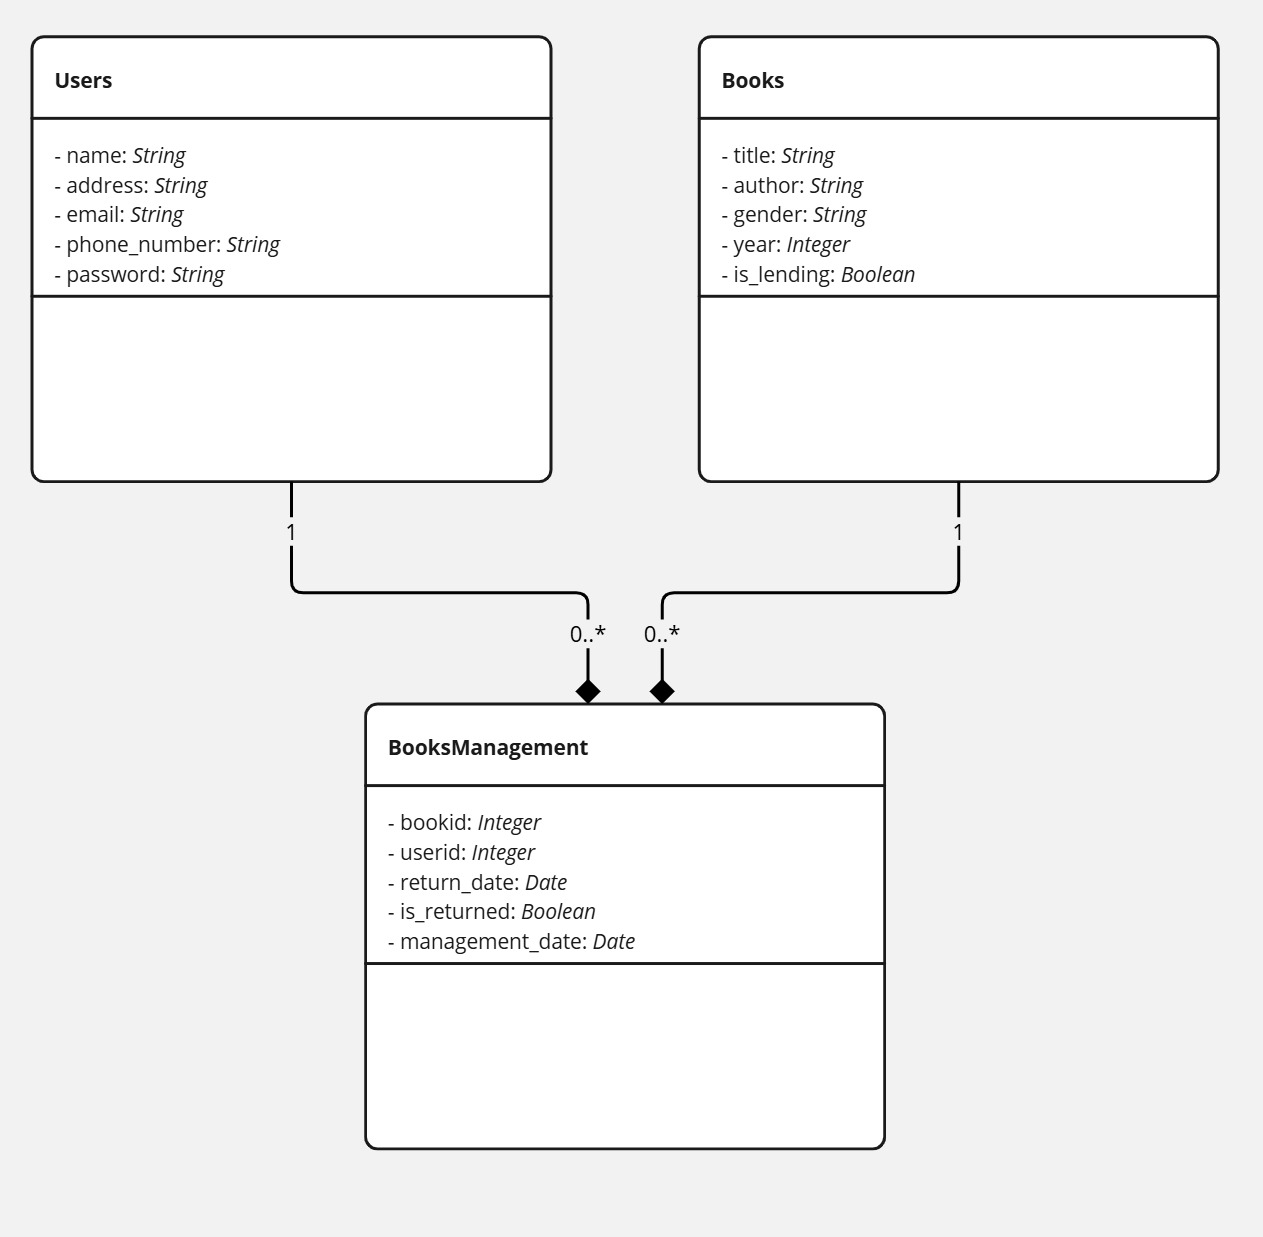 Users
- name: String
- address: String
- email: String
- phone_number: String
- password: String
Books
- title: String
- author: String
- gender: String
- year: Integer
- is_lending: Boolean
1
1
0..*
0..*
BooksManagement
- bookid: Integer
- userid: Integer
- return_date: Date
- is_returned: Boolean
- management_date: Date